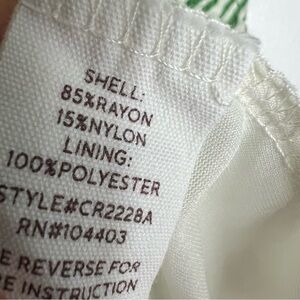 SHELL:
85%RAYON
15%NYLON
LINING:
100%POLYESTER
STYLE#CR2228A
RN#104403
REVERSE FOR
INSTRUCTION